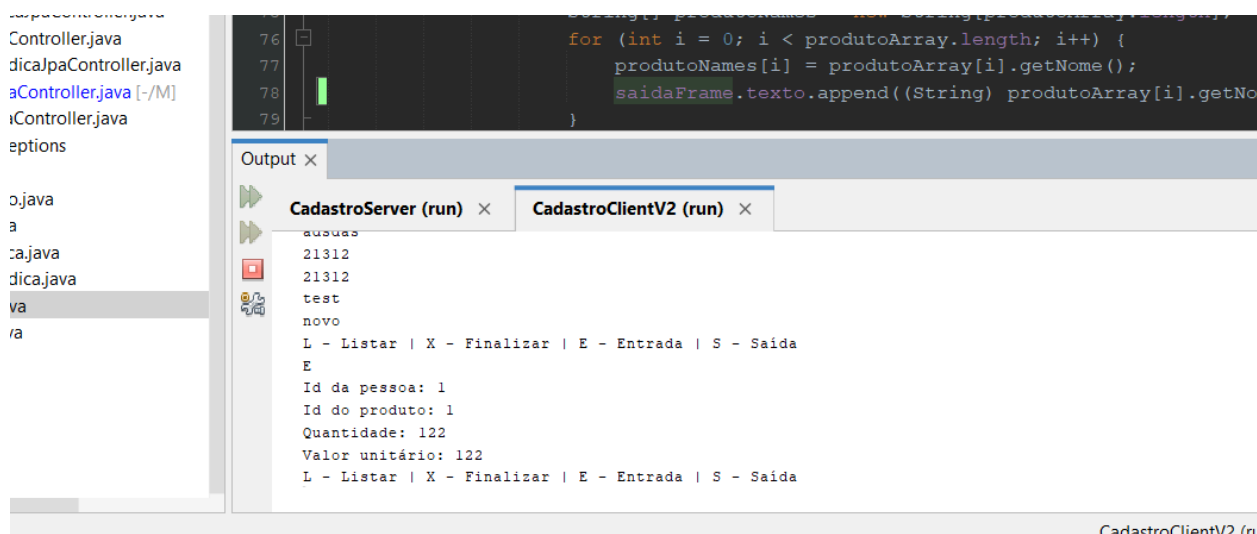 Controller.java
dicaJpaController.java
aController.java [-/M]
aController.java
eptions
o.java
a
ca.java
dica.java
va
/a
76 for (int i = 0; i < produtoArray.length; i++) {
77 produtoNames[i] = produtoArray[i].getNome();
78 saidaFrame.texto.append((String) produtoArray[i].getNo
79 }
Output ×
CadastroServer (run) × CadastroClientV2 (run) ×
adsdas
21312
21312
test
novo
L - Listar | X - Finalizar | E - Entrada | S - Saída
E
Id da pessoa: 1
Id do produto: 1
Quantidade: 122
Valor unitário: 122
L - Listar | X - Finalizar | E - Entrada | S - Saída
CadastroClientV2 (ru